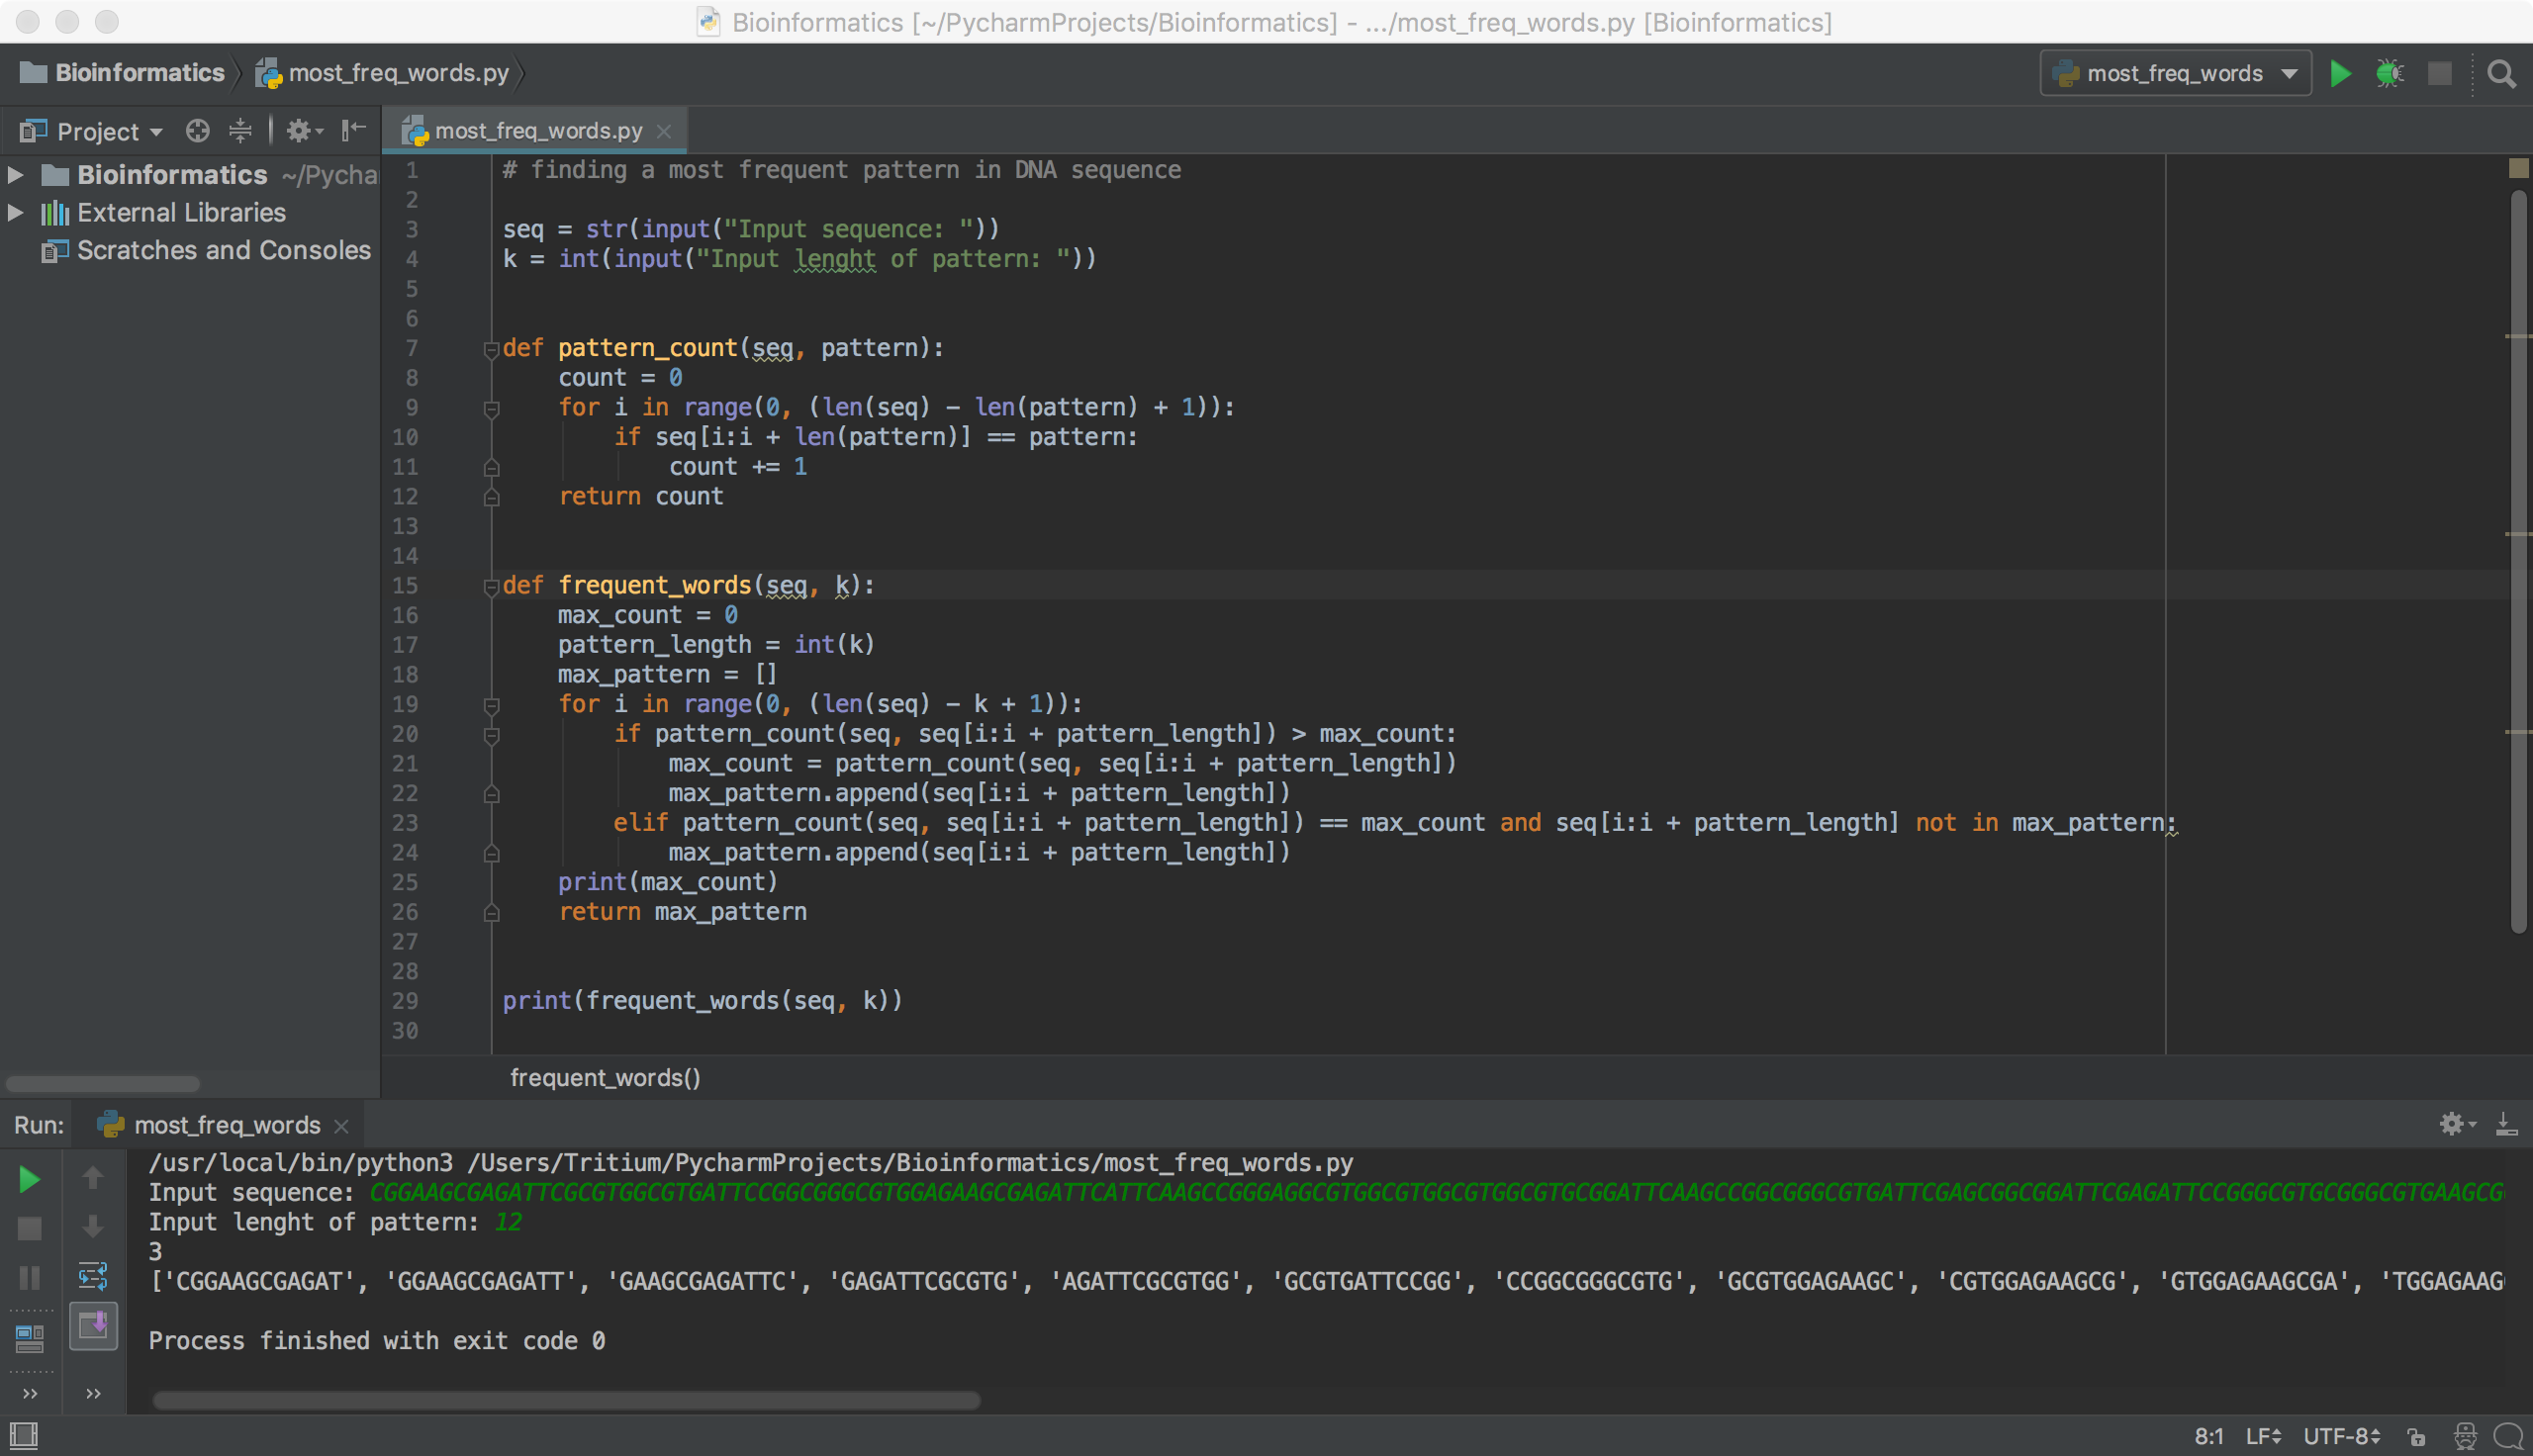 Bioinformatics [~/PycharmProjects/Bioinformatics] - .../most_freq_words.py [Bioinformatics]
Bioinformatics most_freq_words.py most_freq_words
Project most_freq_words.py
Bioinformatics ~/Pycha
External Libraries
Scratches and Consoles
1 # finding a most frequent pattern in DNA sequence
2
3 seq = str(input("Input sequence: "))
4 k = int(input("Input lenght of pattern: "))
5
6
7 def pattern_count(seq, pattern):
8 count = 0
9 for i in range(0, (len(seq) - len(pattern) + 1)):
10 if seq[i:i + len(pattern)] == pattern:
11 count += 1
12 return count
13
14
15 def frequent_words(seq, k):
16 max_count = 0
17 pattern_length = int(k)
18 max_pattern = []
19 for i in range(0, (len(seq) - k + 1)):
20 if pattern_count(seq, seq[i:i + pattern_length]) > max_count:
21 max_count = pattern_count(seq, seq[i:i + pattern_length])
22 max_pattern.append(seq[i:i + pattern_length])
23 elif pattern_count(seq, seq[i:i + pattern_length]) == max_count and seq[i:i + pattern_length] not in max_pattern:
24 max_pattern.append(seq[i:i + pattern_length])
25 print(max_count)
26 return max_pattern
27
28
29 print(frequent_words(seq, k))
30
frequent_words()
Run: most_freq_words
/usr/local/bin/python3 /Users/Tritium/PycharmProjects/Bioinformatics/most_freq_words.py
Input sequence: CGGAAGCGAGATTCGCGTGGCGTGATTCCGGCGGGCGTGGAGAAGCGAGATTCATTCAAGCCGGGAGGCGTGGCGTGGCGTGGCGTGCGGATTCAAGCCGGCGGGCGTGATTCGAGCGGCGGATTCGAGATTCCGGGCGTGCGGGCGTGAAGCG
Input lenght of pattern: 12
3
['CGGAAGCGAGAT', 'GGAAGCGAGATT', 'GAAGCGAGATTC', 'GAGATTCGCGTG', 'AGATTCGCGTGG', 'GCGTGATTCCGG', 'CCGGCGGGCGTG', 'GCGTGGAGAAGC', 'CGTGGAGAAGCG', 'GTGGAGAAGCGA', 'TGGAGAAG
Process finished with exit code 0
8:1 LF UTF-8